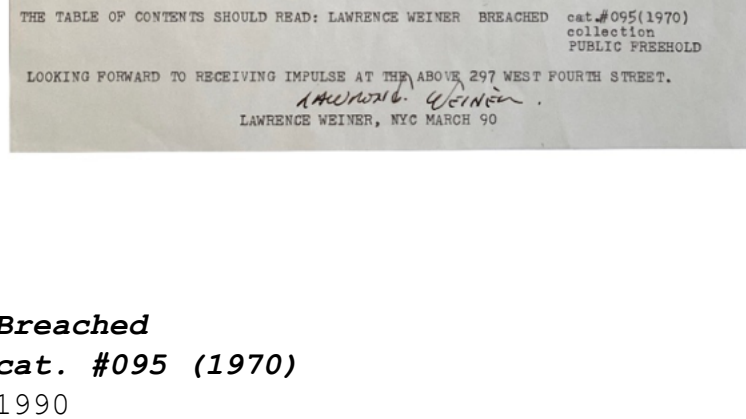 THE TABLE OF CONTENTS SHOULD READ: LAWRENCE WEINER BREACHED cat.#095(1970)
collection
PUBLIC FREEHOLD
LOOKING FORWARD TO RECEIVING IMPULSE AT THE ABOVE 297 WEST FOURTH STREET.
LAWRENCE WEINER .
LAWRENCE WEINER, NYC MARCH 90
Breached
cat. #095 (1970)
1990